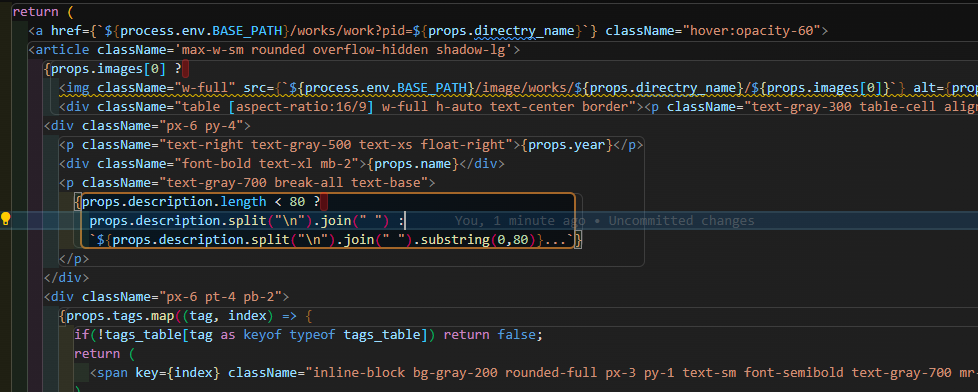 return (
<a href={`${process.env.BASE_PATH}/works/work?pid=${props.directry_name}`} className="hover:opacity-60">
<article className='max-w-sm rounded overflow-hidden shadow-lg'>
{props.images[0] ?
<img className="w-full" src={`${process.env.BASE_PATH}/image/works/${props.directry_name}/${props.images[0]}`} alt={pro
<div className="table [aspect-ratio:16/9] w-full h-auto text-center border"><p className="text-gray-300 table-cell alig
<div className="px-6 py-4">
<p className="text-right text-gray-500 text-xs float-right">{props.year}</p>
<div className="font-bold text-xl mb-2">{props.name}</div>
<p className="text-gray-700 break-all text-base">
{props.description.length < 80 ?
props.description.split("\n").join(" ") : You, 1 minute ago • Uncommitted changes
`${props.description.split("\n").join(" ").substring(0,80)}...`}
</p>
</div>
<div className="px-6 pt-4 pb-2">
{props.tags.map((tag, index) => {
if(!tags_table[tag as keyof typeof tags_table]) return false;
return (
<span key={index} className="inline-block bg-gray-200 rounded-full px-3 py-1 text-sm font-semibold text-gray-700 mr-